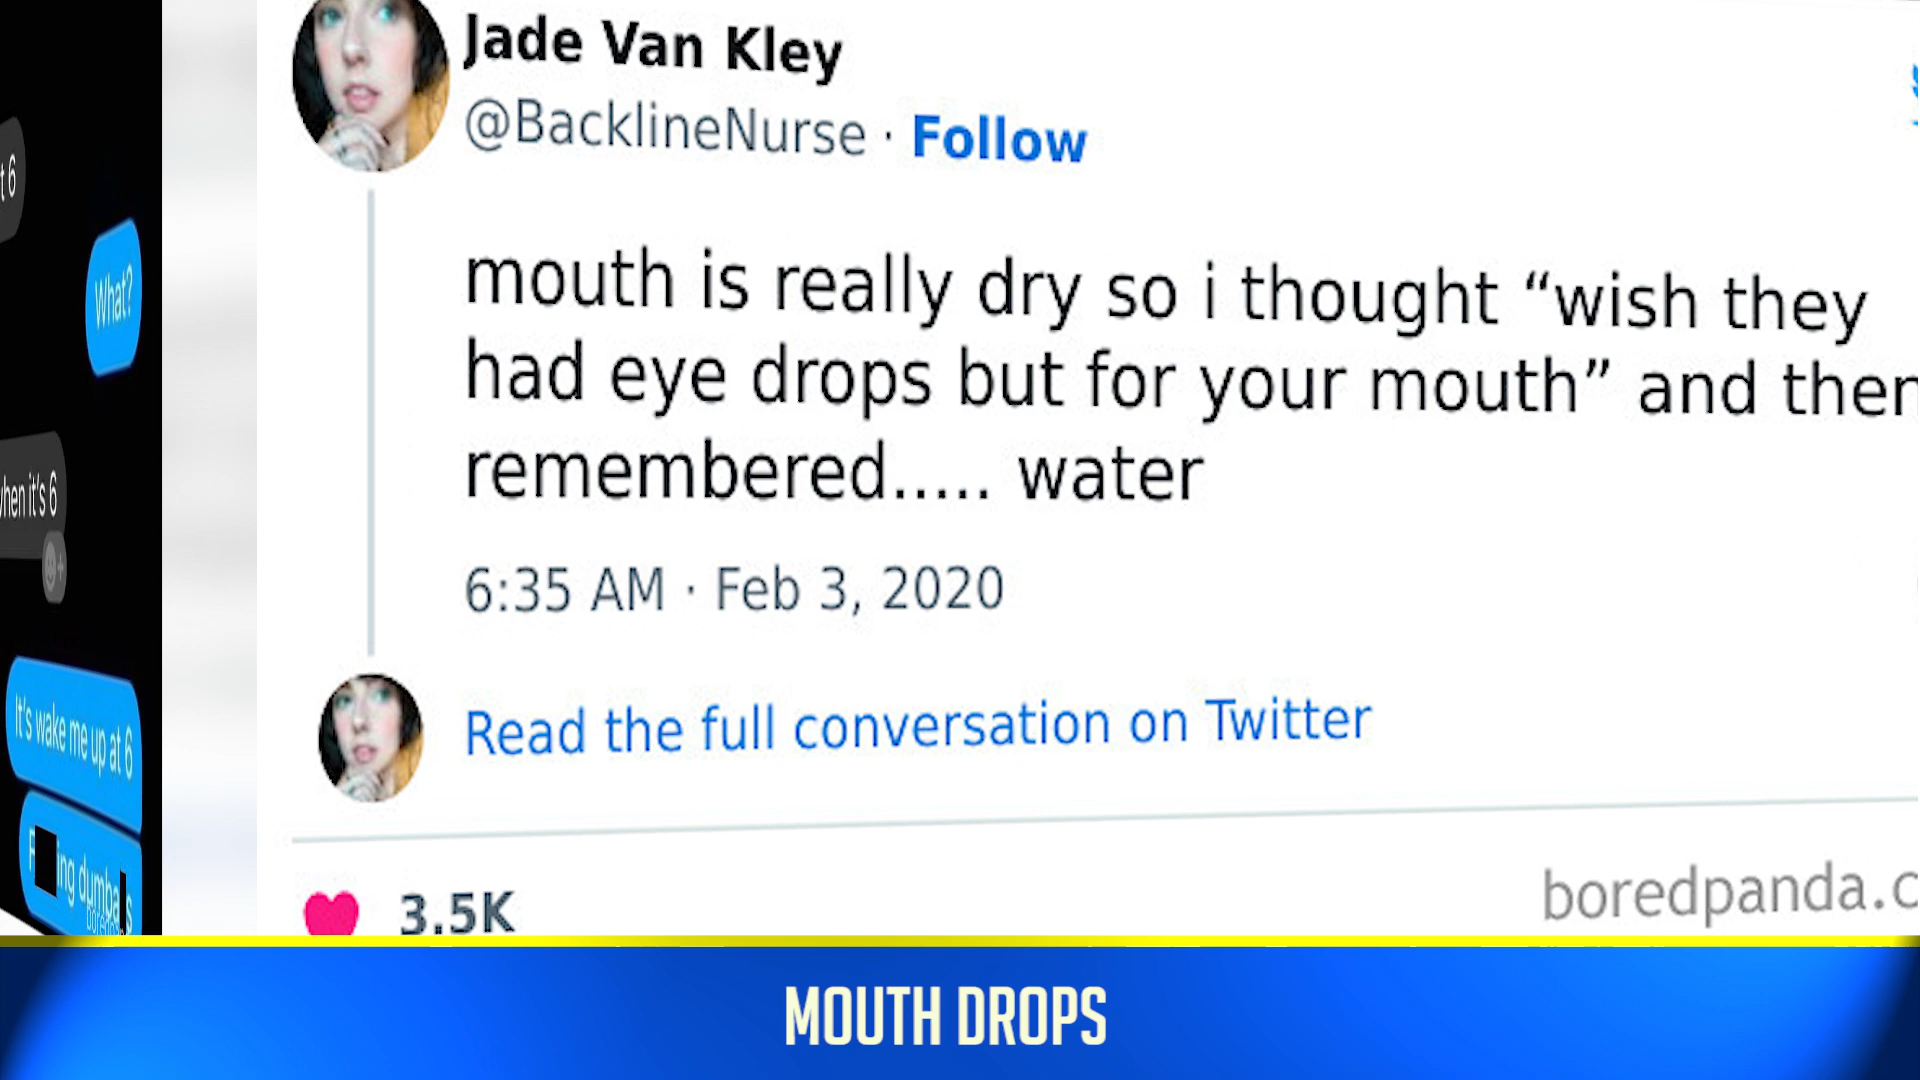 t 6
What?
when it's 6
It's wake me up at 6
F ing dumba s
Jade Van Kley
@BacklineNurse · Follow
mouth is really dry so i thought “wish they
had eye drops but for your mouth” and then
remembered..... water
6:35 AM · Feb 3, 2020
Read the full conversation on Twitter
3.5K
boredpanda.c
MOUTH DROPS